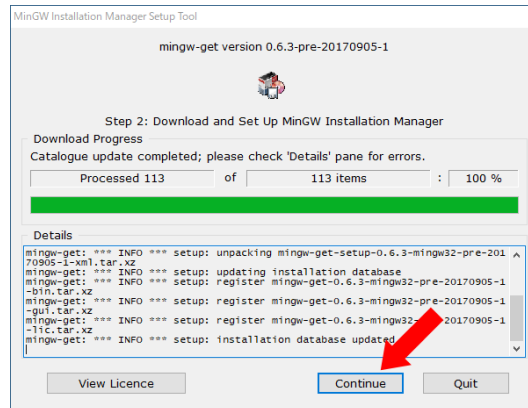 MinGW Installation Manager Setup Tool
mingw-get version 0.6.3-pre-20170905-1
Step 2: Download and Set Up MinGW Installation Manager
Download Progress
Catalogue update completed; please check 'Details' pane for errors.
Processed 113 of 113 items : 100 %
Details
mingw-get: *** INFO *** setup: unpacking mingw-get-setup-0.6.3-mingw32-pre-201
70905-1-xml.tar.xz
mingw-get: *** INFO *** setup: updating installation database
mingw-get: *** INFO *** setup: register mingw-get-0.6.3-mingw32-pre-20170905-1
-bin.tar.xz
mingw-get: *** INFO *** setup: register mingw-get-0.6.3-mingw32-pre-20170905-1
-gui.tar.xz
mingw-get: *** INFO *** setup: register mingw-get-0.6.3-mingw32-pre-20170905-1
-lic.tar.xz
mingw-get: *** INFO *** setup: installation database updated
View Licence Continue Quit